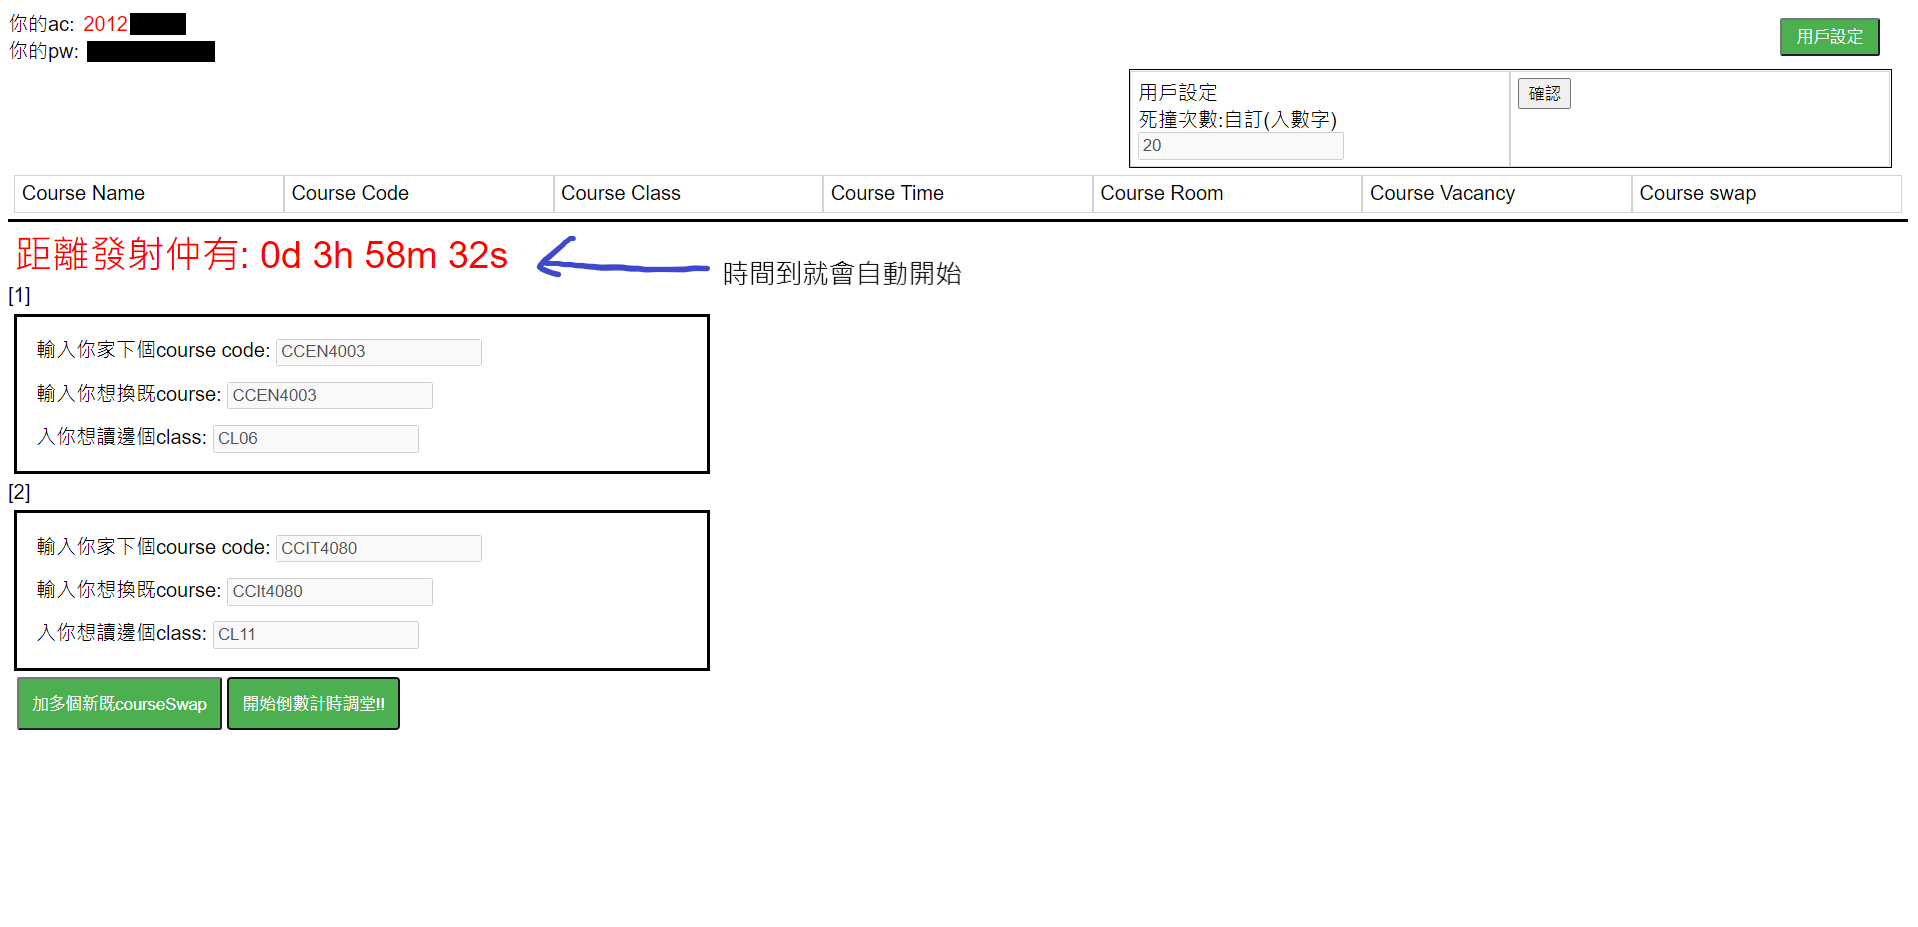 你的ac: 2012
你的pw:
用戶設定
用戶設定
死撞次數:自訂(入數字)
20
確認
Course Name Course Code Course Class Course Time Course Room Course Vacancy Course swap
距離發射仲有: 0d 3h 58m 32s
時間到就會自動開始
[1]
輸入你家下個course code: CCEN4003
輸入你想換既course: CCEN4003
入你想讀邊個class: CL06
[2]
輸入你家下個course code: CCIT4080
輸入你想換既course: CCIt4080
入你想讀邊個class: CL11
加多個新既courseSwap 開始倒數計時調堂!!